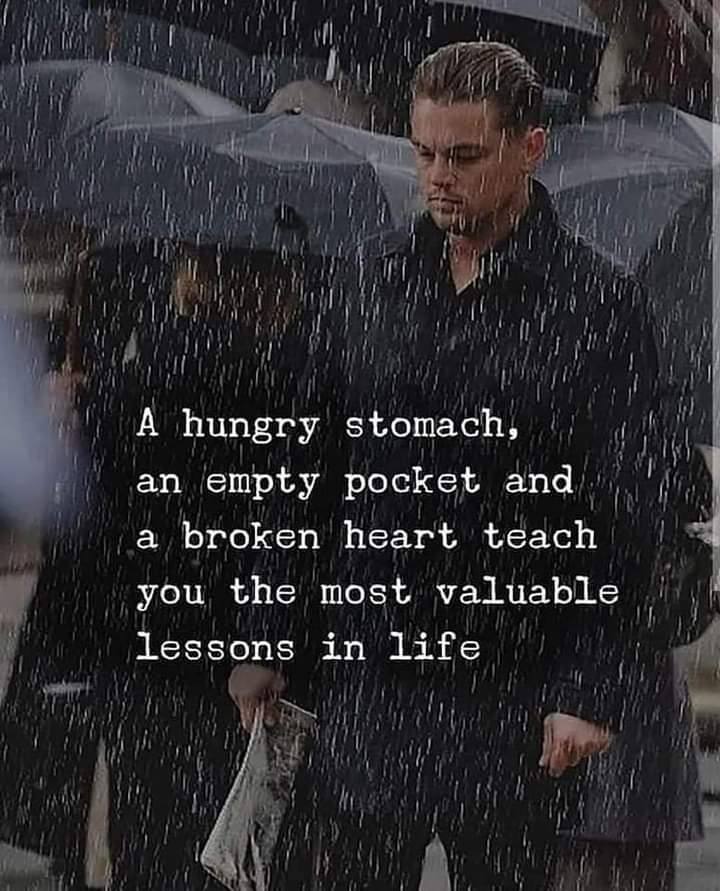 A hungry stomach,
an empty pocket and
a broken heart teach
you the most valuable
lessons in life